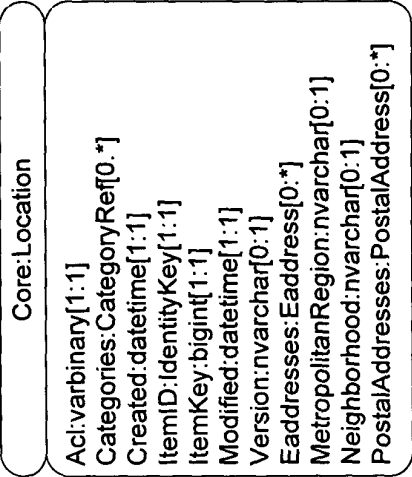 Core:Location
Acl:varbinary[1:1]
Categories:CategoryRef[0.*]
Created:datetime[1:1]
ItemID:IdentityKey[1:1]
ItemKey:bigint[1:1]
Modified:datetime[1:1]
Version:nvarchar[0:1]
Eaddresses:Eaddress[0:*]
MetropolitanRegion:nvarchar[0:1]
Neighborhood:nvarchar[0:1]
PostalAddresses:PostalAddress[0:*]